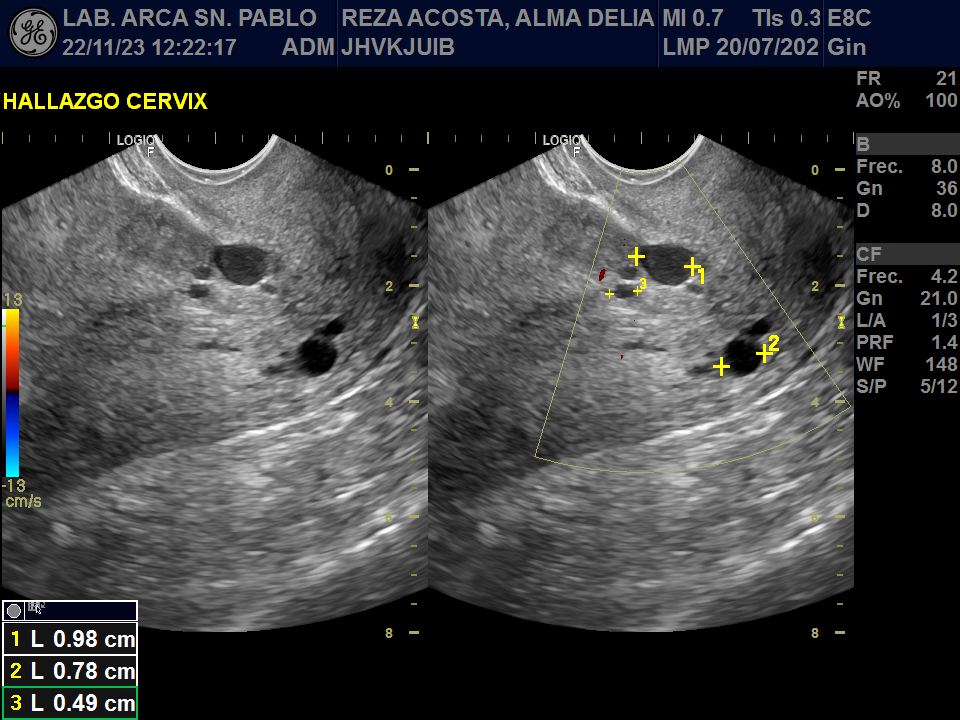 LAB. ARCA SN. PABLO REZA ACOSTA, ALMA DELIA MI 0.7 TIs 0.3 E8C
22/11/23 12:22:17 ADM JHVKJUIB LMP 20/07/202 Gin
HALLAZGO CERVIX
FR 21
AO% 100
B
Frec. 8.0
Gn 36
D 8.0
CF
Frec. 4.2
Gn 21.0
L/A 1/3
PRF 1.4
WF 148
S/P 5/12
LOGIQ
F
0
2
4
6
8
13
-13
cm/s
LOGIQ
F
0
2
4
6
8
1
2
3
1 L 0.98 cm
2 L 0.78 cm
3 L 0.49 cm